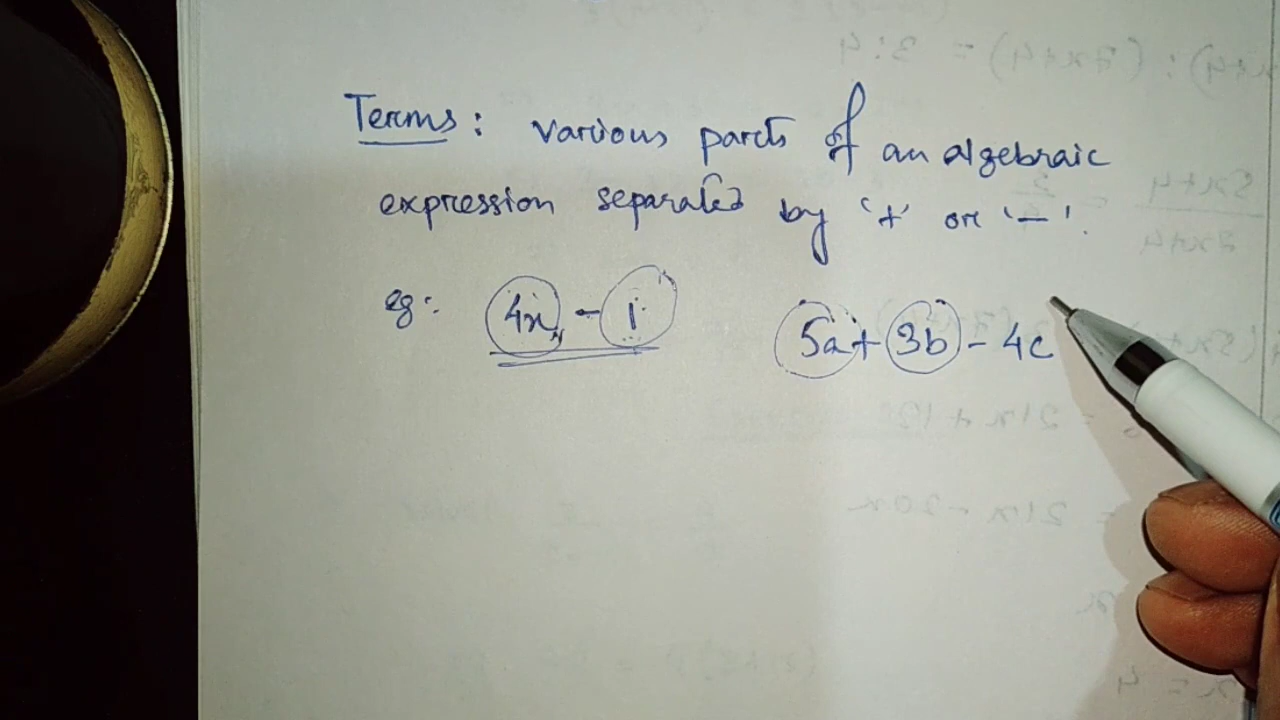 Terms: various parts of an algebraic
expression separated by '+' or '-'.
eg: 4x - 1 5a + 3b - 4c